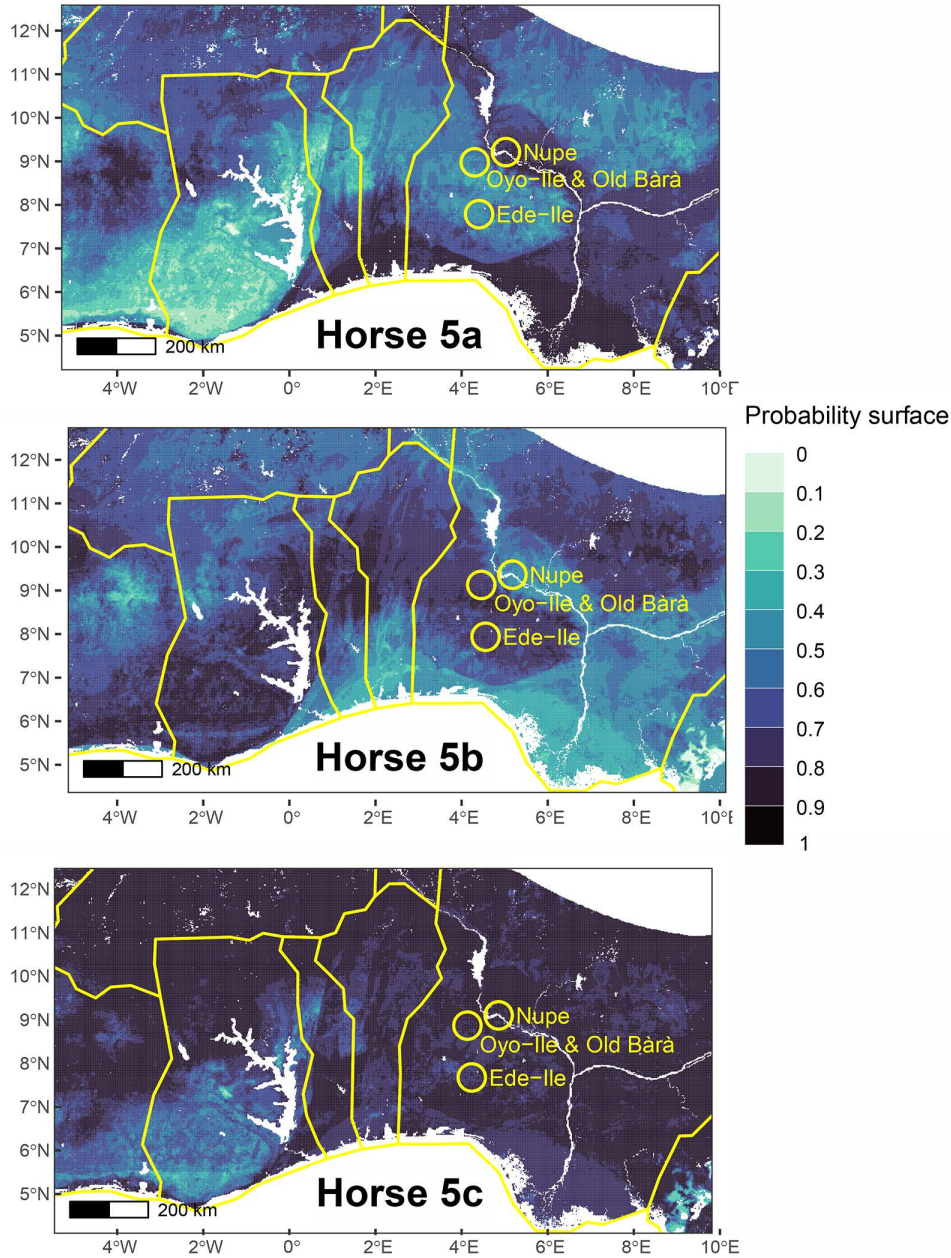 12°N
11°N
10°N
9°N
8°N
7°N
6°N
5°N
Nupe
Oyo−Ile & Old Bàrà
Ede−Ile
Horse 5a
200 km
4°W 2°W 0° 2°E 4°E 6°E 8°E 10°E
Probability surface
0
0.1
0.2
0.3
0.4
0.5
0.6
0.7
0.8
0.9
1
12°N
11°N
10°N
9°N
8°N
7°N
6°N
5°N
Nupe
Oyo−Ile & Old Bàrà
Ede−Ile
Horse 5b
200 km
4°W 2°W 0° 2°E 4°E 6°E 8°E 10°E
12°N
11°N
10°N
9°N
8°N
7°N
6°N
5°N
Nupe
Oyo−Ile & Old Bàrà
Ede−Ile
Horse 5c
200 km
4°W 2°W 0° 2°E 4°E 6°E 8°E 10°E